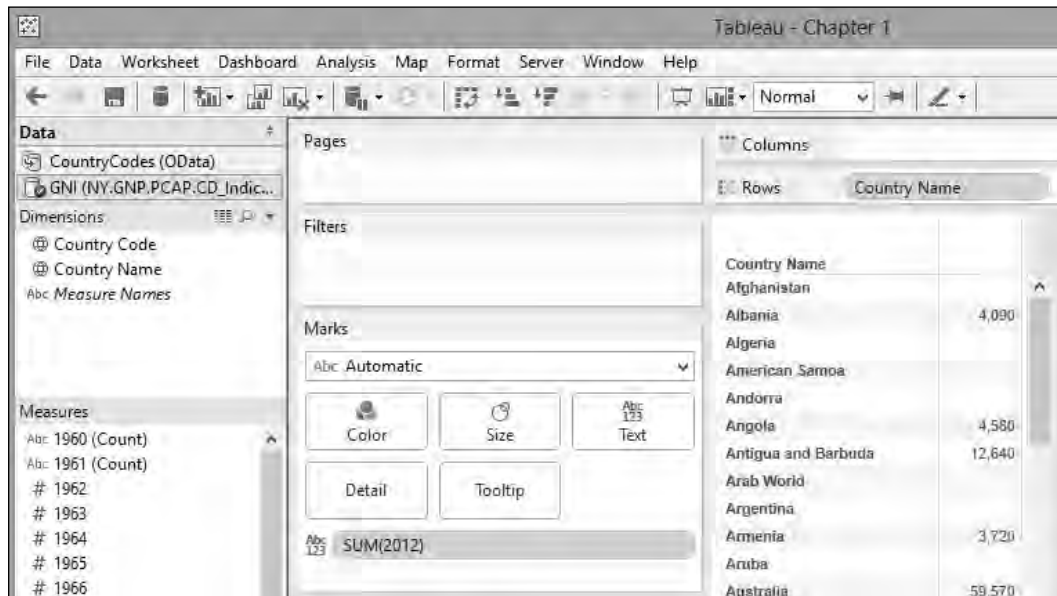 Tableau - Chapter 1
File Data Worksheet Dashboard Analysis Map Format Server Window Help
Normal
Data
CountryCodes (OData)
GNI (NY.GNP.PCAP.CD_Indic...
Dimensions
Country Code
Country Name
Abc Measure Names
Measures
Abc 1960 (Count)
Abc 1961 (Count)
# 1962
# 1963
# 1964
# 1965
# 1966
Pages
Filters
Marks
Abc Automatic
Color
Size
Abc
123
Text
Detail
Tooltip
Abc
123
SUM(2012)
Columns
Rows Country Name
Country Name
Afghanistan
Albania 4,090
Algeria
American Samoa
Andorra
Angola 4,580
Antigua and Barbuda 12,640
Arab World
Argentina
Armenia 3,720
Aruba
Australia 59,570